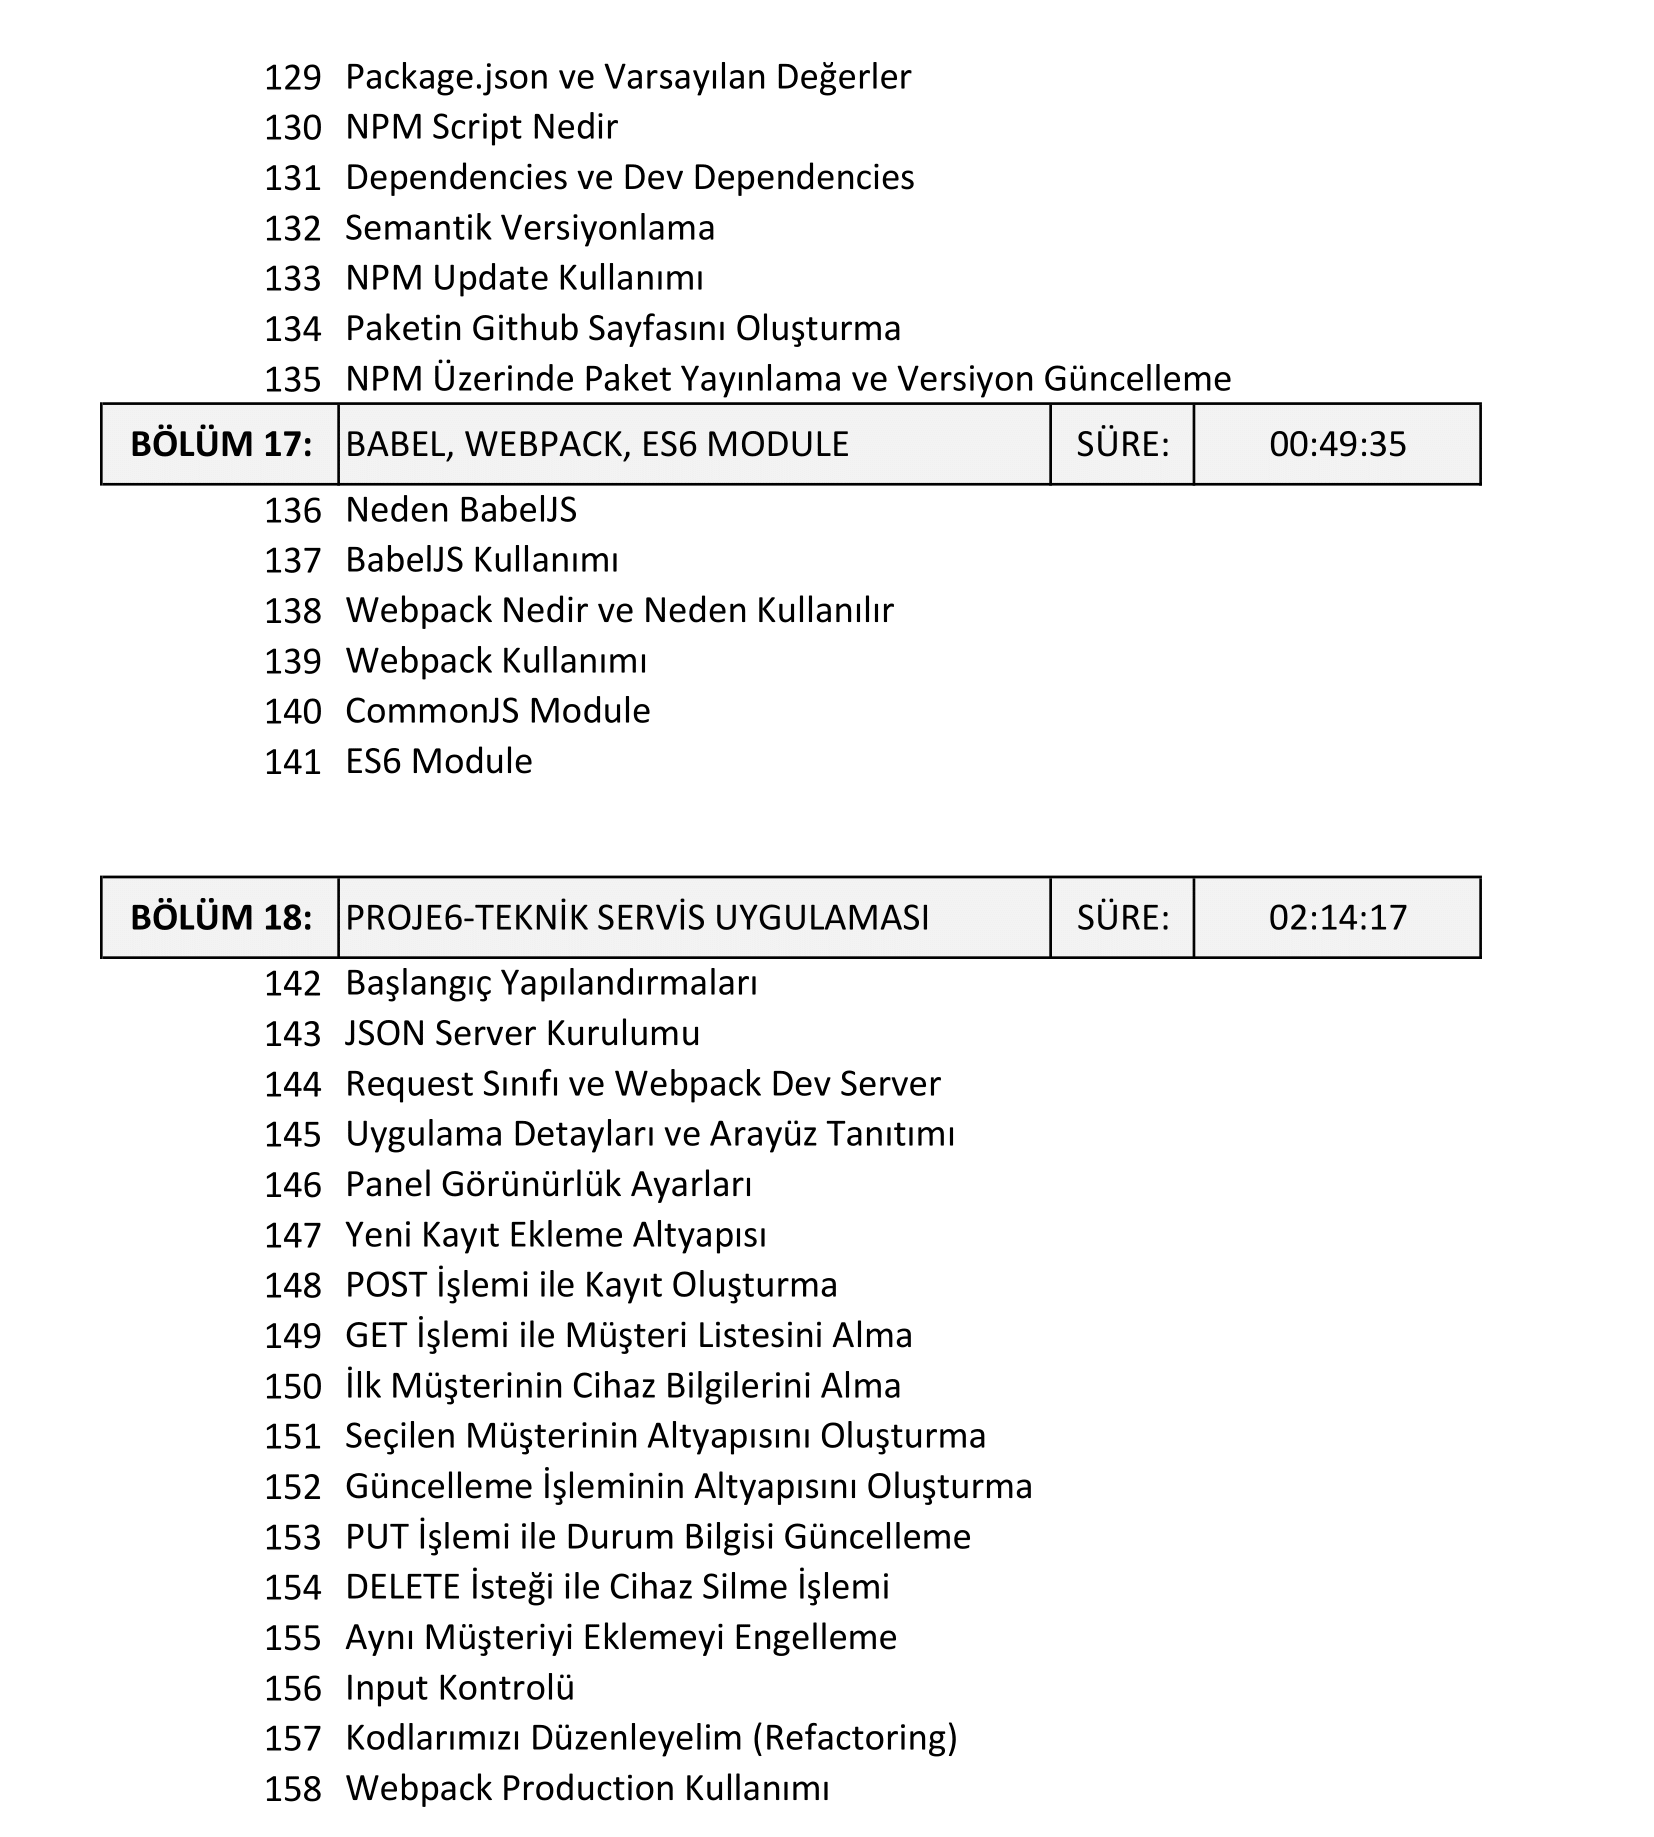 129 Package.json ve Varsayılan Değerler
130 NPM Script Nedir
131 Dependencies ve Dev Dependencies
132 Semantik Versiyonlama
133 NPM Update Kullanımı
134 Paketin Github Sayfasını Oluşturma
135 NPM Üzerinde Paket Yayınlama ve Versiyon Güncelleme
BÖLÜM 17: BABEL, WEBPACK, ES6 MODULE SÜRE: 00:49:35
136 Neden BabelJS
137 BabelJS Kullanımı
138 Webpack Nedir ve Neden Kullanılır
139 Webpack Kullanımı
140 CommonJS Module
141 ES6 Module
BÖLÜM 18: PROJE6-TEKNİK SERVİS UYGULAMASI SÜRE: 02:14:17
142 Başlangıç Yapılandırmaları
143 JSON Server Kurulumu
144 Request Sınıfı ve Webpack Dev Server
145 Uygulama Detayları ve Arayüz Tanıtımı
146 Panel Görünürlük Ayarları
147 Yeni Kayıt Ekleme Altyapısı
148 POST İşlemi ile Kayıt Oluşturma
149 GET İşlemi ile Müşteri Listesini Alma
150 İlk Müşterinin Cihaz Bilgilerini Alma
151 Seçilen Müşterinin Altyapısını Oluşturma
152 Güncelleme İşleminin Altyapısını Oluşturma
153 PUT İşlemi ile Durum Bilgisi Güncelleme
154 DELETE İsteği ile Cihaz Silme İşlemi
155 Aynı Müşteriyi Eklemeyi Engelleme
156 Input Kontrolü
157 Kodlarımızı Düzenleyelim (Refactoring)
158 Webpack Production Kullanımı